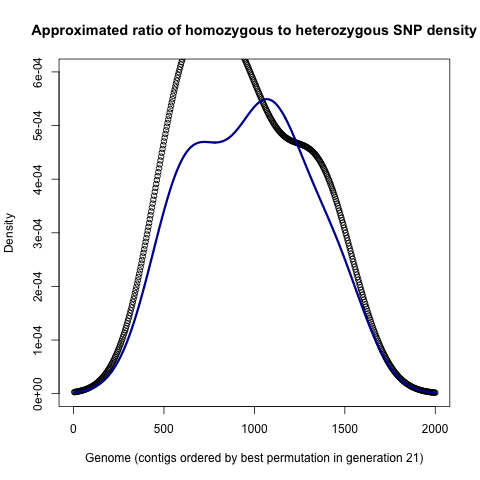 Approximated ratio of homozygous to heterozygous SNP density
6e-04
5e-04
4e-04
3e-04
2e-04
1e-04
0e+00
Density
0 500 1000 1500 2000
Genome (contigs ordered by best permutation in generation 21)